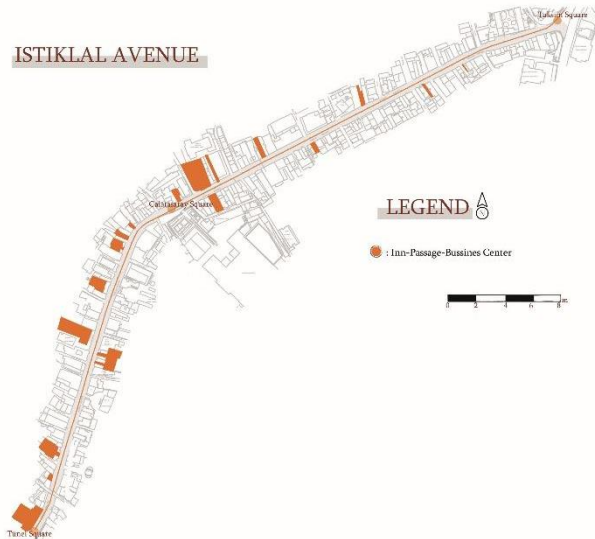 Taksim Square
ISTIKLAL AVENUE
Galatasaray Square
LEGEND
: Inn-Passage-Bussines Center
0 2 4 6 8
Tunel Square